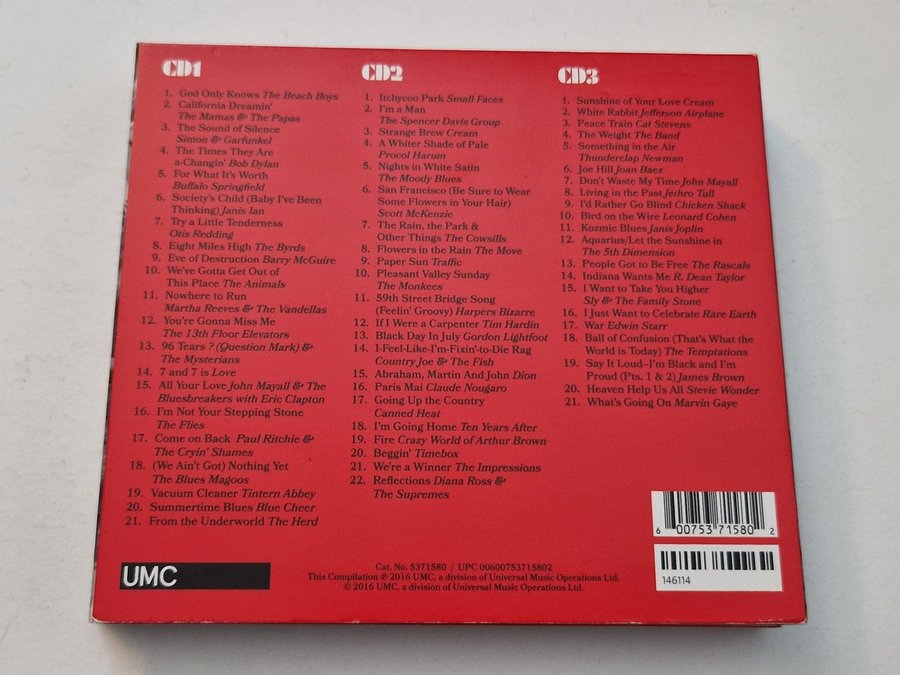 CD1
1. God Only Knows The Beach Boys
2. California Dreamin'
The Mamas & The Papas
3. The Sound of Silence
Simon & Garfunkel
4. The Times They Are
a-Changin' Bob Dylan
5. For What It's Worth
Buffalo Springfield
6. Society's Child (Baby I've Been
Thinking) Janis Ian
7. Try a Little Tenderness
Otis Redding
8. Eight Miles High The Byrds
9. Eve of Destruction Barry McGuire
10. We've Gotta Get Out of
This Place The Animals
11. Nowhere to Run
Martha Reeves & The Vandellas
12. You're Gonna Miss Me
The 13th Floor Elevators
13. 96 Tears ? (Question Mark) &
The Mysterians
14. 7 and 7 is Love
15. All Your Love John Mayall & The
Bluesbreakers with Eric Clapton
16. I'm Not Your Stepping Stone
The Flies
17. Come on Back Paul Ritchie &
The Cryin' Shames
18. (We Ain't Got) Nothing Yet
The Blues Magoos
19. Vacuum Cleaner Tintern Abbey
20. Summertime Blues Blue Cheer
21. From the Underworld The Herd
CD2
1. Itchycoo Park Small Faces
2. I'm a Man
The Spencer Davis Group
3. Strange Brew Cream
4. A Whiter Shade of Pale
Procol Harum
5. Nights in White Satin
The Moody Blues
6. San Francisco (Be Sure to Wear
Some Flowers in Your Hair)
Scott McKenzie
7. The Rain, the Park &
Other Things The Cowsills
8. Flowers in the Rain The Move
9. Paper Sun Traffic
10. Pleasant Valley Sunday
The Monkees
11. 59th Street Bridge Song
(Feelin' Groovy) Harpers Bizarre
12. If I Were a Carpenter Tim Hardin
13. Black Day In July Gordon Lightfoot
14. I-Feel-Like-I'm-Fixin'-to-Die Rag
Country Joe & The Fish
15. Abraham, Martin And John Dion
16. Paris Mai Claude Nougaro
17. Going Up the Country
Canned Heat
18. I'm Going Home Ten Years After
19. Fire Crazy World of Arthur Brown
20. Beggin' Timebox
21. We're a Winner The Impressions
22. Reflections Diana Ross &
The Supremes
CD3
1. Sunshine of Your Love Cream
2. White Rabbit Jefferson Airplane
3. Peace Train Cat Stevens
4. The Weight The Band
5. Something in the Air
Thunderclap Newman
6. Joe Hill Joan Baez
7. Don't Waste My Time John Mayall
8. Living in the Past Jethro Tull
9. I'd Rather Go Blind Chicken Shack
10. Bird on the Wire Leonard Cohen
11. Kozmic Blues Janis Joplin
12. Aquarius/Let the Sunshine in
The 5th Dimension
13. People Got to Be Free The Rascals
14. Indiana Wants Me R. Dean Taylor
15. I Want to Take You Higher
Sly & The Family Stone
16. I Just Want to Celebrate Rare Earth
17. War Edwin Starr
18. Ball of Confusion (That's What the
World is Today) The Temptations
19. Say It Loud–I'm Black and I'm
Proud (Pts. 1 & 2) James Brown
20. Heaven Help Us All Stevie Wonder
21. What's Going On Marvin Gaye
6 00753 71580 2
146114
UMC
Cat. No. 5371580 / UPC 00600753715802
This Compilation ℗ 2016 UMC, a division of Universal Music Operations Ltd.
© 2016 UMC, a division of Universal Music Operations Ltd.